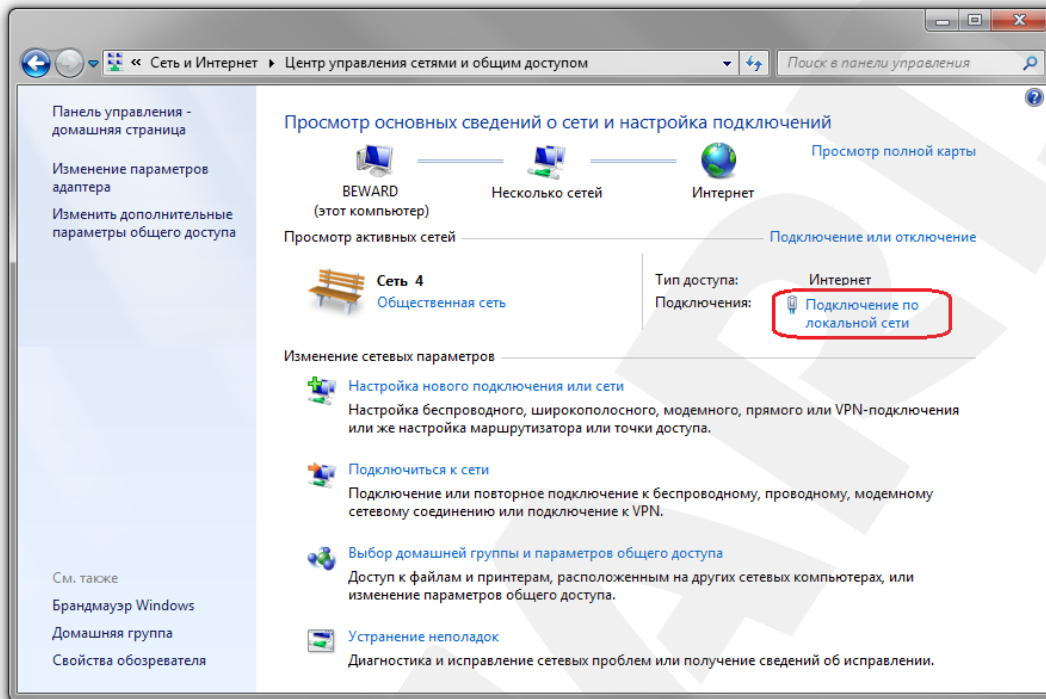 « Сеть и Интернет ▸ Центр управления сетями и общим доступом
Поиск в панели управления
Панель управления -
домашняя страница
Изменение параметров
адаптера
Изменить дополнительные
параметры общего доступа
Просмотр основных сведений о сети и настройка подключений
Просмотр полной карты
BEWARD
(этот компьютер)
Несколько сетей
Интернет
Просмотр активных сетей
Подключение или отключение
Сеть 4
Общественная сеть
Тип доступа: Интернет
Подключения: Подключение по
локальной сети
Изменение сетевых параметров
Настройка нового подключения или сети
Настройка беспроводного, широкополосного, модемного, прямого или VPN-подключения
или же настройка маршрутизатора или точки доступа.
Подключиться к сети
Подключение или повторное подключение к беспроводному, проводному, модемному
сетевому соединению или подключение к VPN.
Выбор домашней группы и параметров общего доступа
Доступ к файлам и принтерам, расположенным на других сетевых компьютерах, или
изменение параметров общего доступа.
Устранение неполадок
Диагностика и исправление сетевых проблем или получение сведений об исправлении.
См. также
Брандмауэр Windows
Домашняя группа
Свойства обозревателя